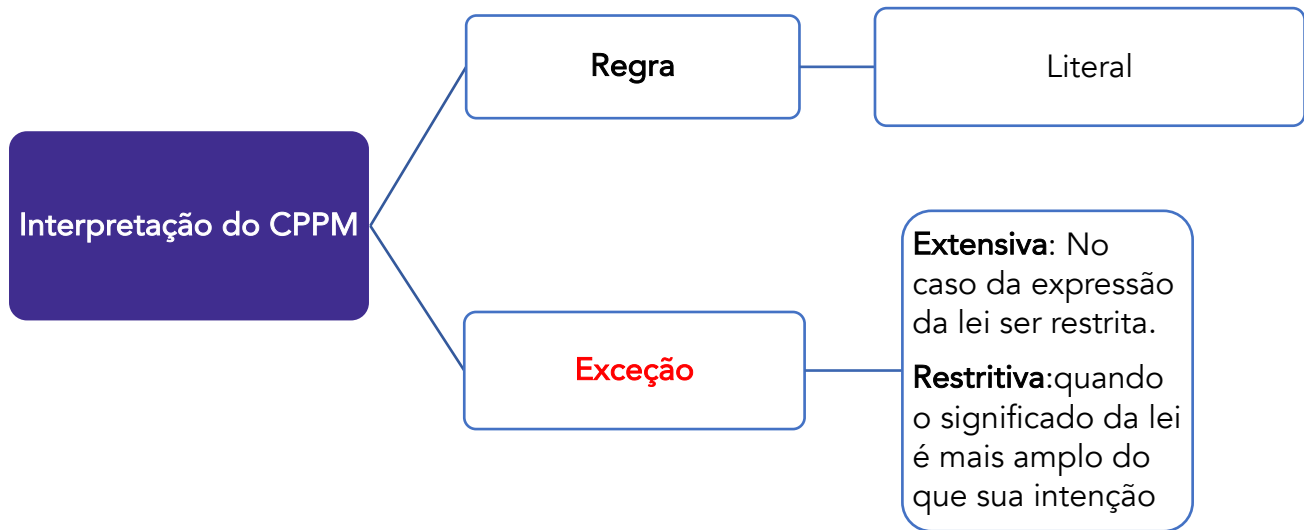 Interpretação do CPPM
Regra
Literal
Exceção
Extensiva: No
caso da expressão
da lei ser restrita.
Restritiva:quando
o significado da lei
é mais amplo do
que sua intenção